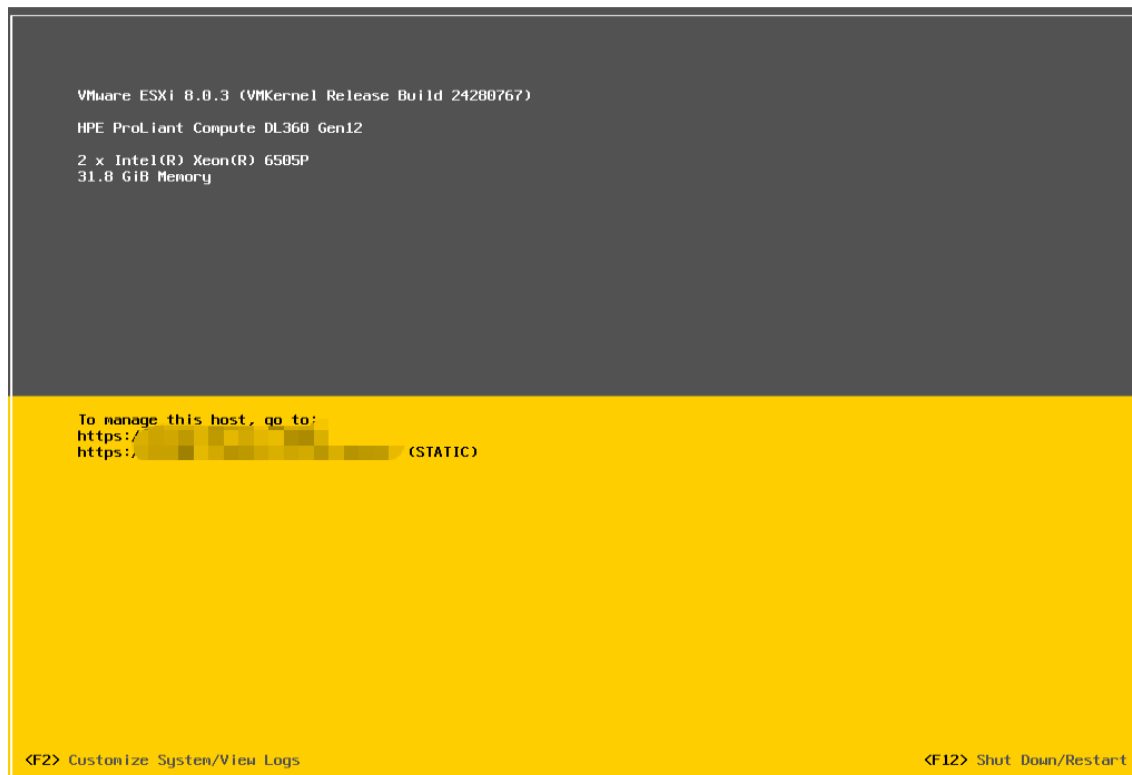 VMware ESXi 8.0.3 (VMKernel Release Build 24280767)
HPE ProLiant Compute DL360 Gen12
2 x Intel(R) Xeon(R) 6505P
31.8 GiB Memory
To manage this host, go to:
https:/
https:/ (STATIC)
<F2> Customize System/View Logs
<F12> Shut Down/Restart